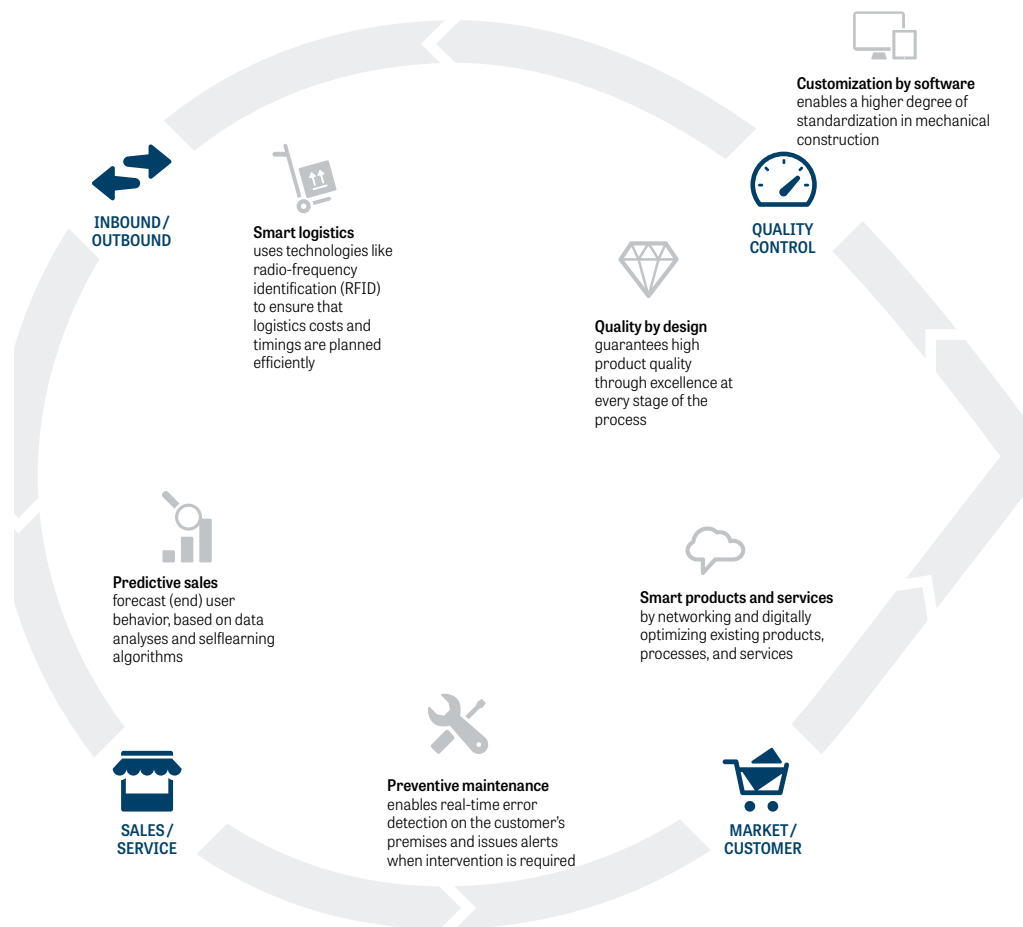 Customization by software
enables a higher degree of
standardization in mechanical
construction
INBOUND/
OUTBOUND
Smart logistics
uses technologies like
radio-frequency
identification (RFID)
to ensure that
logistics costs and
timings are planned
efficiently
QUALITY
CONTROL
Quality by design
guarantees high
product quality
through excellence at
every stage of the
process
Predictive sales
forecast (end) user
behavior, based on data
analyses and selflearning
algorithms
Smart products and services
by networking and digitally
optimizing existing products,
processes, and services
Preventive maintenance
enables real-time error
detection on the customer’s
premises and issues alerts
when intervention is required
SALES/
SERVICE
MARKET/
CUSTOMER